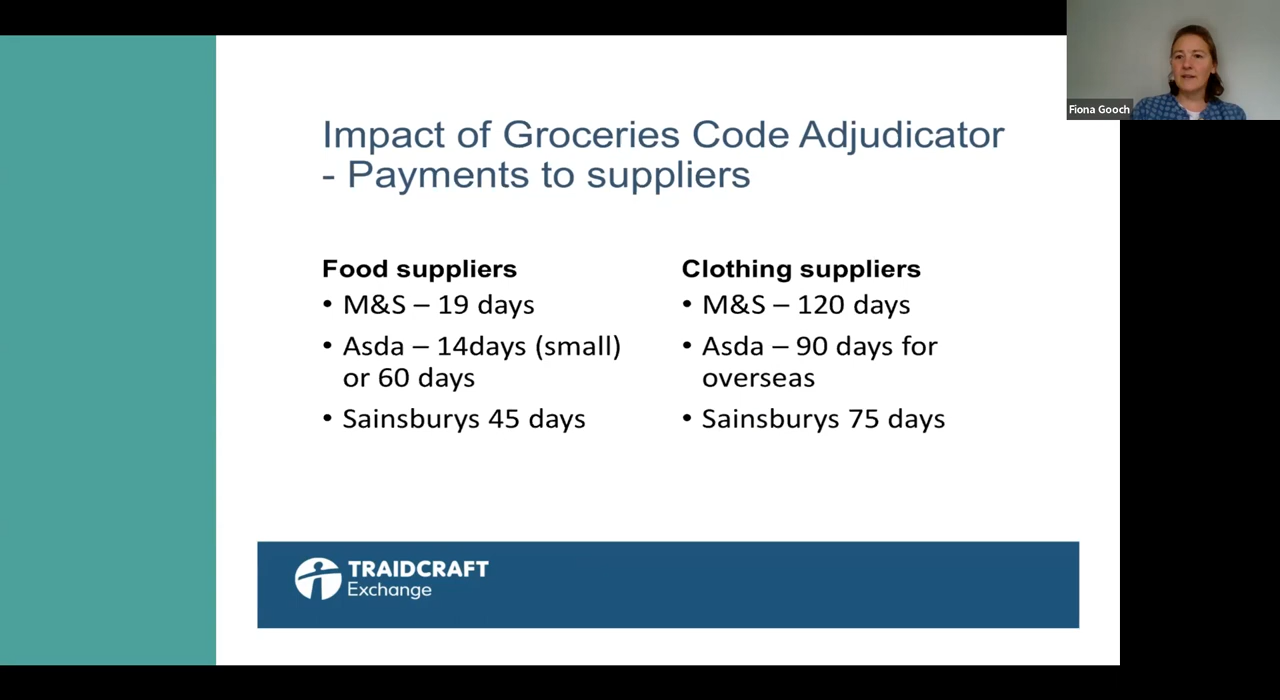 Fiona Gooch
Impact of Groceries Code Adjudicator
- Payments to suppliers
Food suppliers
• M&S – 19 days
• Asda – 14days (small)
or 60 days
• Sainsburys 45 days
Clothing suppliers
• M&S – 120 days
• Asda – 90 days for
overseas
• Sainsburys 75 days
TRAIDCRAFT
Exchange